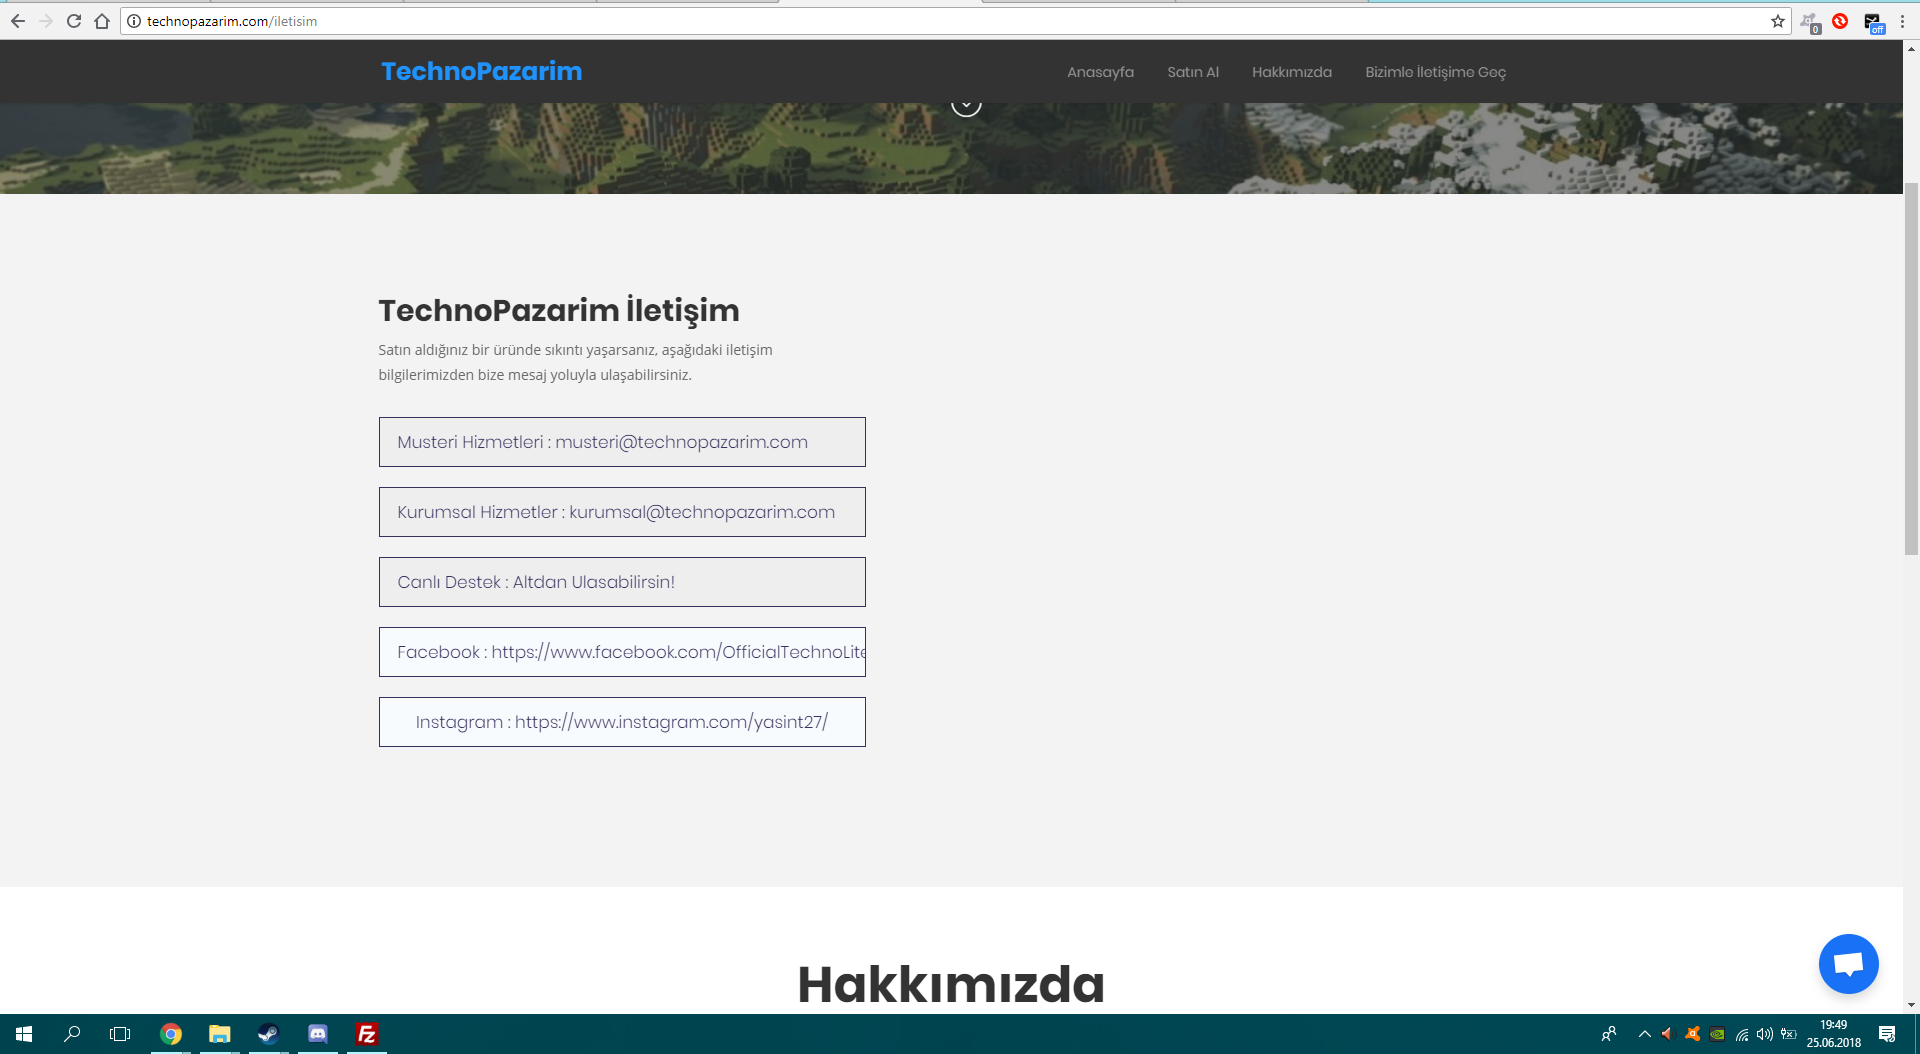 technopazarim.com/iletisim
0
off
TechnoPazarim
Anasayfa
Satın Al
Hakkımızda
Bizimle İletişime Geç
TechnoPazarim İletişim
Satın aldığınız bir üründe sıkıntı yaşarsanız, aşağıdaki iletişim
bilgilerimizden bize mesaj yoluyla ulaşabilirsiniz.
Musteri Hizmetleri : musteri@technopazarim.com
Kurumsal Hizmetler : kurumsal@technopazarim.com
Canlı Destek : Altdan Ulasabilirsin!
Facebook : https://www.facebook.com/OfficialTechnoLite
Instagram : https://www.instagram.com/yasint27/
Hakkımızda
Fz
19:49
25.06.2018